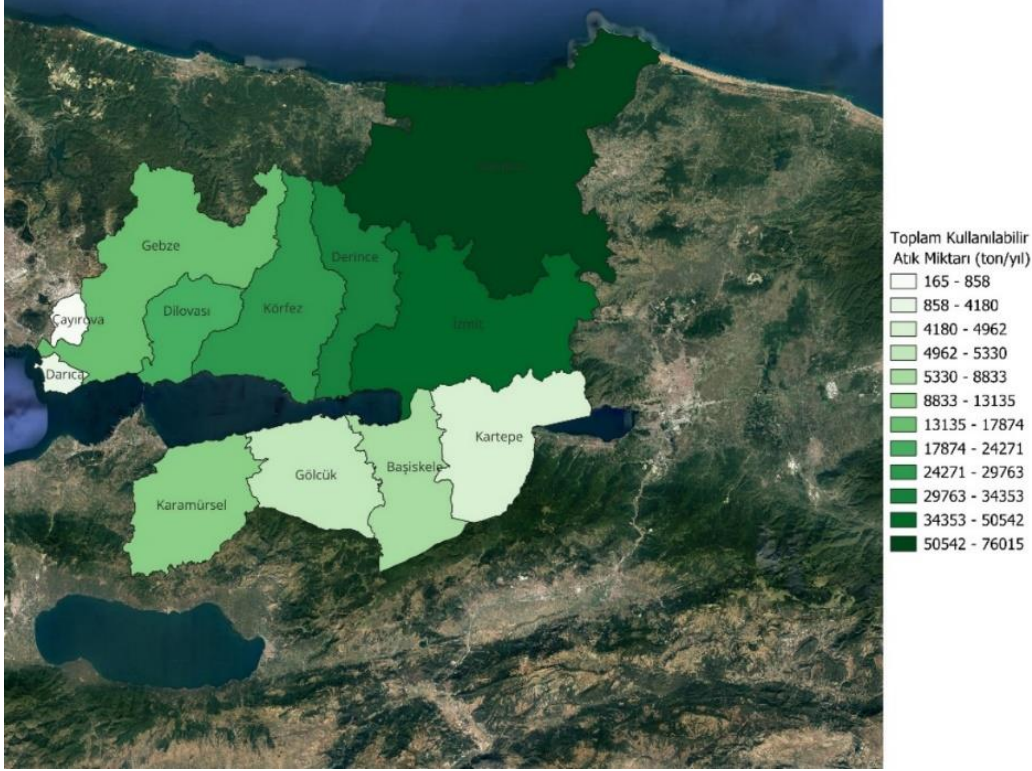 Gebze
Derince
Dilovası
Körfez
Çayırova
İzmit
Darıca
Kartepe
Başiskele
Gölcük
Karamürsel
Toplam Kullanılabilir
Atık Miktarı (ton/yıl)
165 - 858
858 - 4180
4180 - 4962
4962 - 5330
5330 - 8833
8833 - 13135
13135 - 17874
17874 - 24271
24271 - 29763
29763 - 34353
34353 - 50542
50542 - 76015